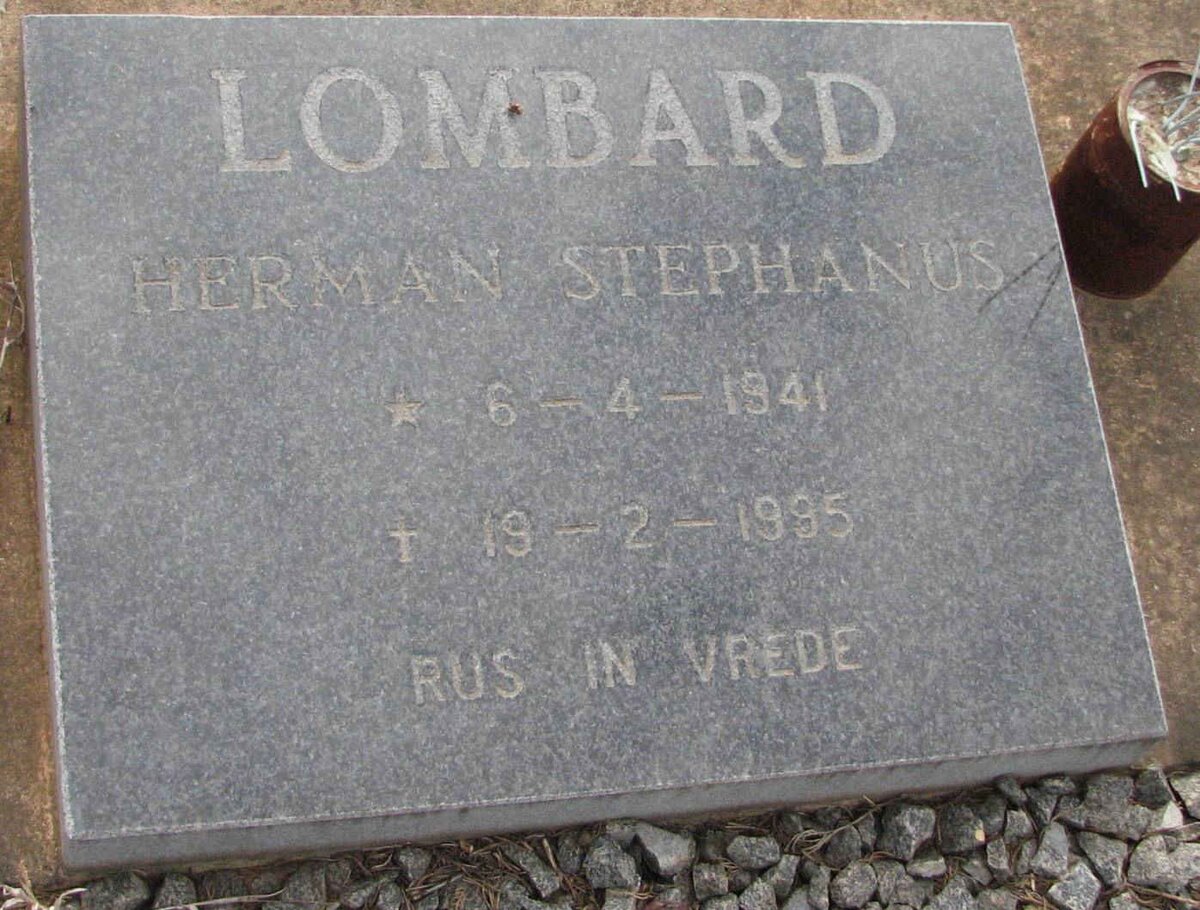 LOMBARD
HERMAN STEPHANUS
★ 6 – 4 – 1941
† 19 – 2 – 1995
RUS IN VREDE